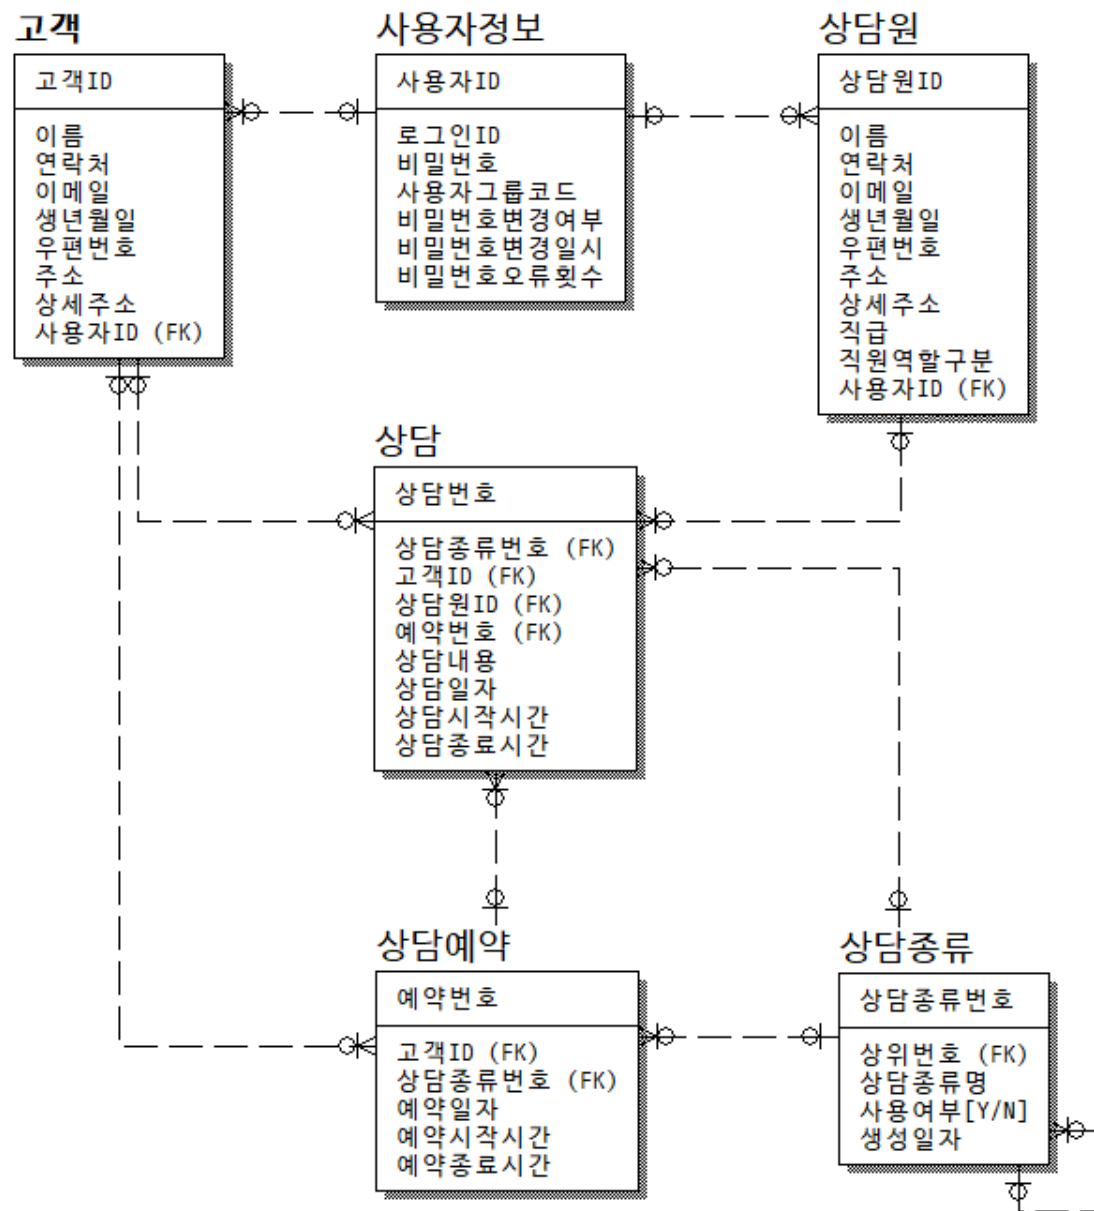 고객
고객ID
이름
연락처
이메일
생년월일
우편번호
주소
상세주소
사용자ID (FK)
사용자정보
사용자ID
로그인ID
비밀번호
사용자그룹코드
비밀번호변경여부
비밀번호변경일시
비밀번호오류횟수
상담원
상담원ID
이름
연락처
이메일
생년월일
우편번호
주소
상세주소
직급
직원역할구분
사용자ID (FK)
상담
상담번호
상담종류번호 (FK)
고객ID (FK)
상담원ID (FK)
예약번호 (FK)
상담내용
상담일자
상담시작시간
상담종료시간
상담예약
예약번호
고객ID (FK)
상담종류번호 (FK)
예약일자
예약시작시간
예약종료시간
상담종류
상담종류번호
상위번호 (FK)
상담종류명
사용여부[Y/N]
생성일자